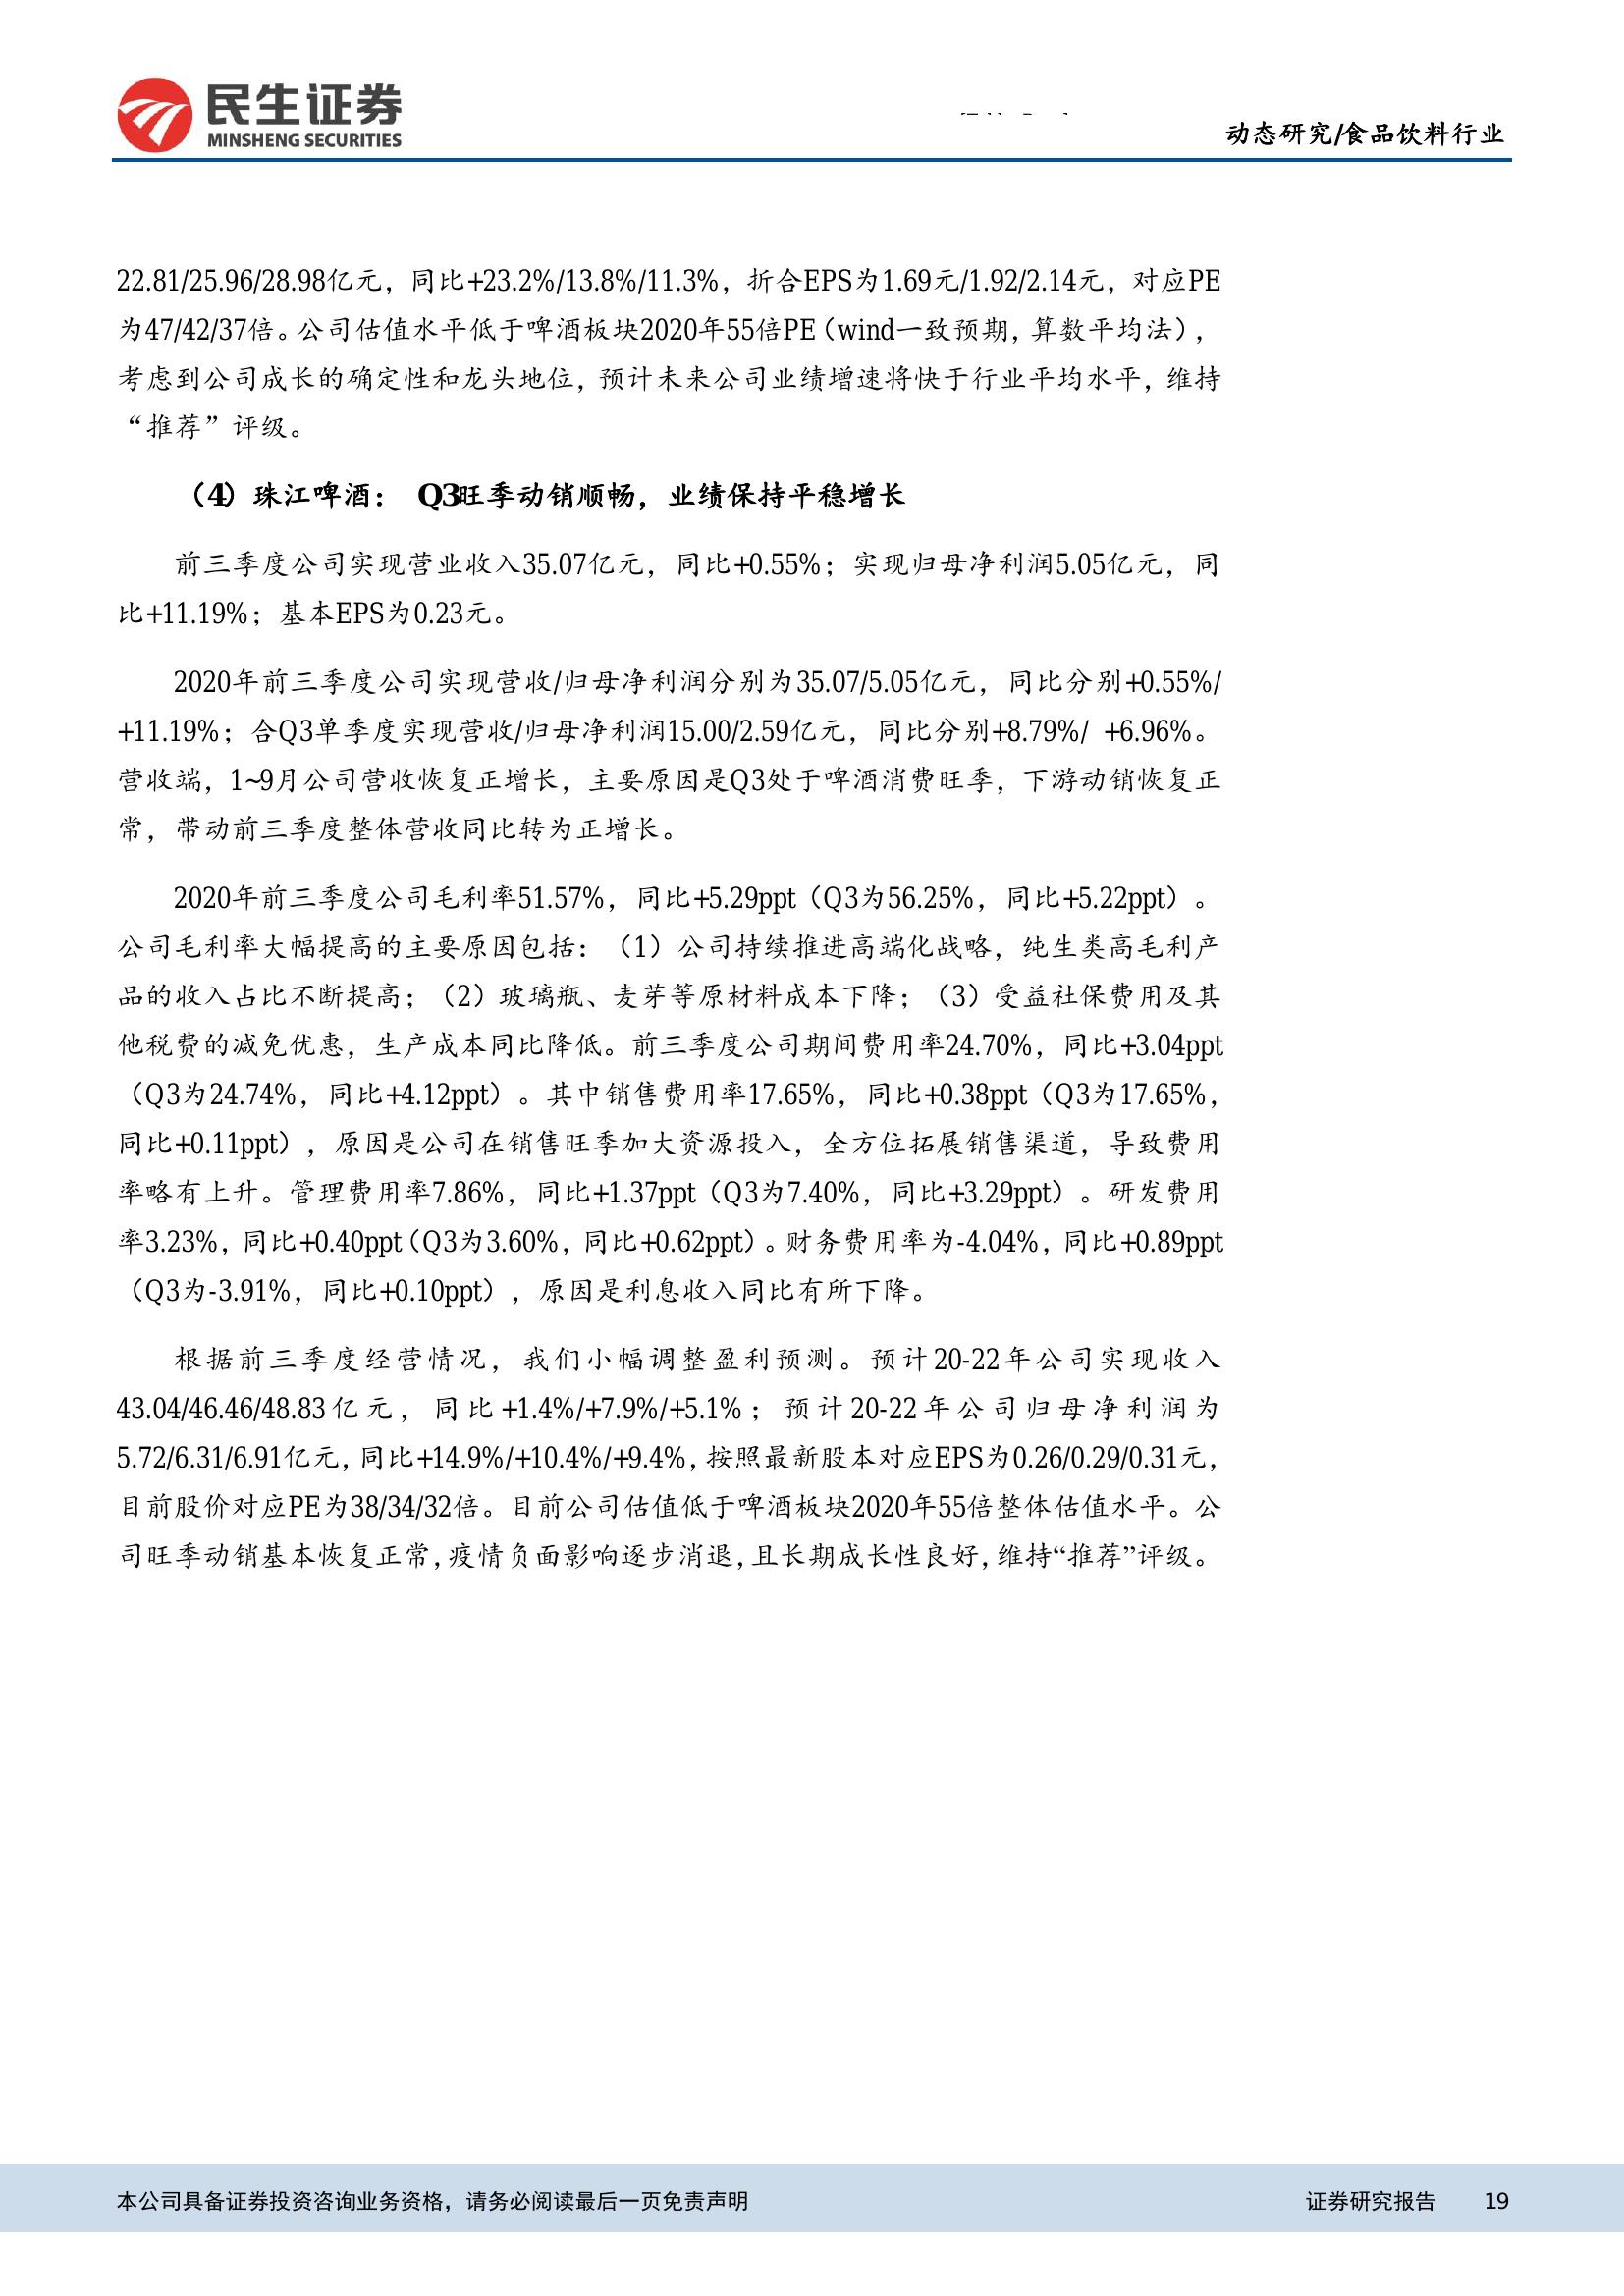 民生证券
MINSHENG SECURITIES
动态研究/食品饮料行业
22.81/25.96/28.98亿元，同比+23.2%/13.8%/11.3%，折合EPS为1.69元/1.92/2.14元，对应PE
为47/42/37倍。公司估值水平低于啤酒板块2020年55倍PE（wind一致预期，算数平均法），
考虑到公司成长的确定性和龙头地位，预计未来公司业绩增速将快于行业平均水平，维持
“推荐”评级。
（4）珠江啤酒： Q3旺季动销顺畅，业绩保持平稳增长
前三季度公司实现营业收入35.07亿元，同比+0.55%；实现归母净利润5.05亿元，同
比+11.19%；基本EPS为0.23元。
2020年前三季度公司实现营收/归母净利润分别为35.07/5.05亿元，同比分别+0.55%/
+11.19%；合Q3单季度实现营收/归母净利润15.00/2.59亿元，同比分别+8.79%/ +6.96%。
营收端，1~9月公司营收恢复正增长，主要原因是Q3处于啤酒消费旺季，下游动销恢复正
常，带动前三季度整体营收同比转为正增长。
2020年前三季度公司毛利率51.57%，同比+5.29ppt（Q3为56.25%，同比+5.22ppt）。
公司毛利率大幅提高的主要原因包括：（1）公司持续推进高端化战略，纯生类高毛利产
品的收入占比不断提高；（2）玻璃瓶、麦芽等原材料成本下降；（3）受益社保费用及其
他税费的减免优惠，生产成本同比降低。前三季度公司期间费用率24.70%，同比+3.04ppt
（Q3为24.74%，同比+4.12ppt）。其中销售费用率17.65%，同比+0.38ppt（Q3为17.65%，
同比+0.11ppt），原因是公司在销售旺季加大资源投入，全方位拓展销售渠道，导致费用
率略有上升。管理费用率7.86%，同比+1.37ppt（Q3为7.40%，同比+3.29ppt）。研发费用
率3.23%，同比+0.40ppt（Q3为3.60%，同比+0.62ppt）。财务费用率为-4.04%，同比+0.89ppt
（Q3为-3.91%，同比+0.10ppt），原因是利息收入同比有所下降。
根据前三季度经营情况，我们小幅调整盈利预测。预计20-22年公司实现收入
43.04/46.46/48.83亿元，同比+1.4%/+7.9%/+5.1%；预计20-22年公司归母净利润为
5.72/6.31/6.91亿元，同比+14.9%/+10.4%/+9.4%，按照最新股本对应EPS为0.26/0.29/0.31元，
目前股价对应PE为38/34/32倍。目前公司估值低于啤酒板块2020年55倍整体估值水平。公
司旺季动销基本恢复正常，疫情负面影响逐步消退，且长期成长性良好，维持“推荐”评级。
本公司具备证券投资咨询业务资格，请务必阅读最后一页免责声明
证券研究报告 19